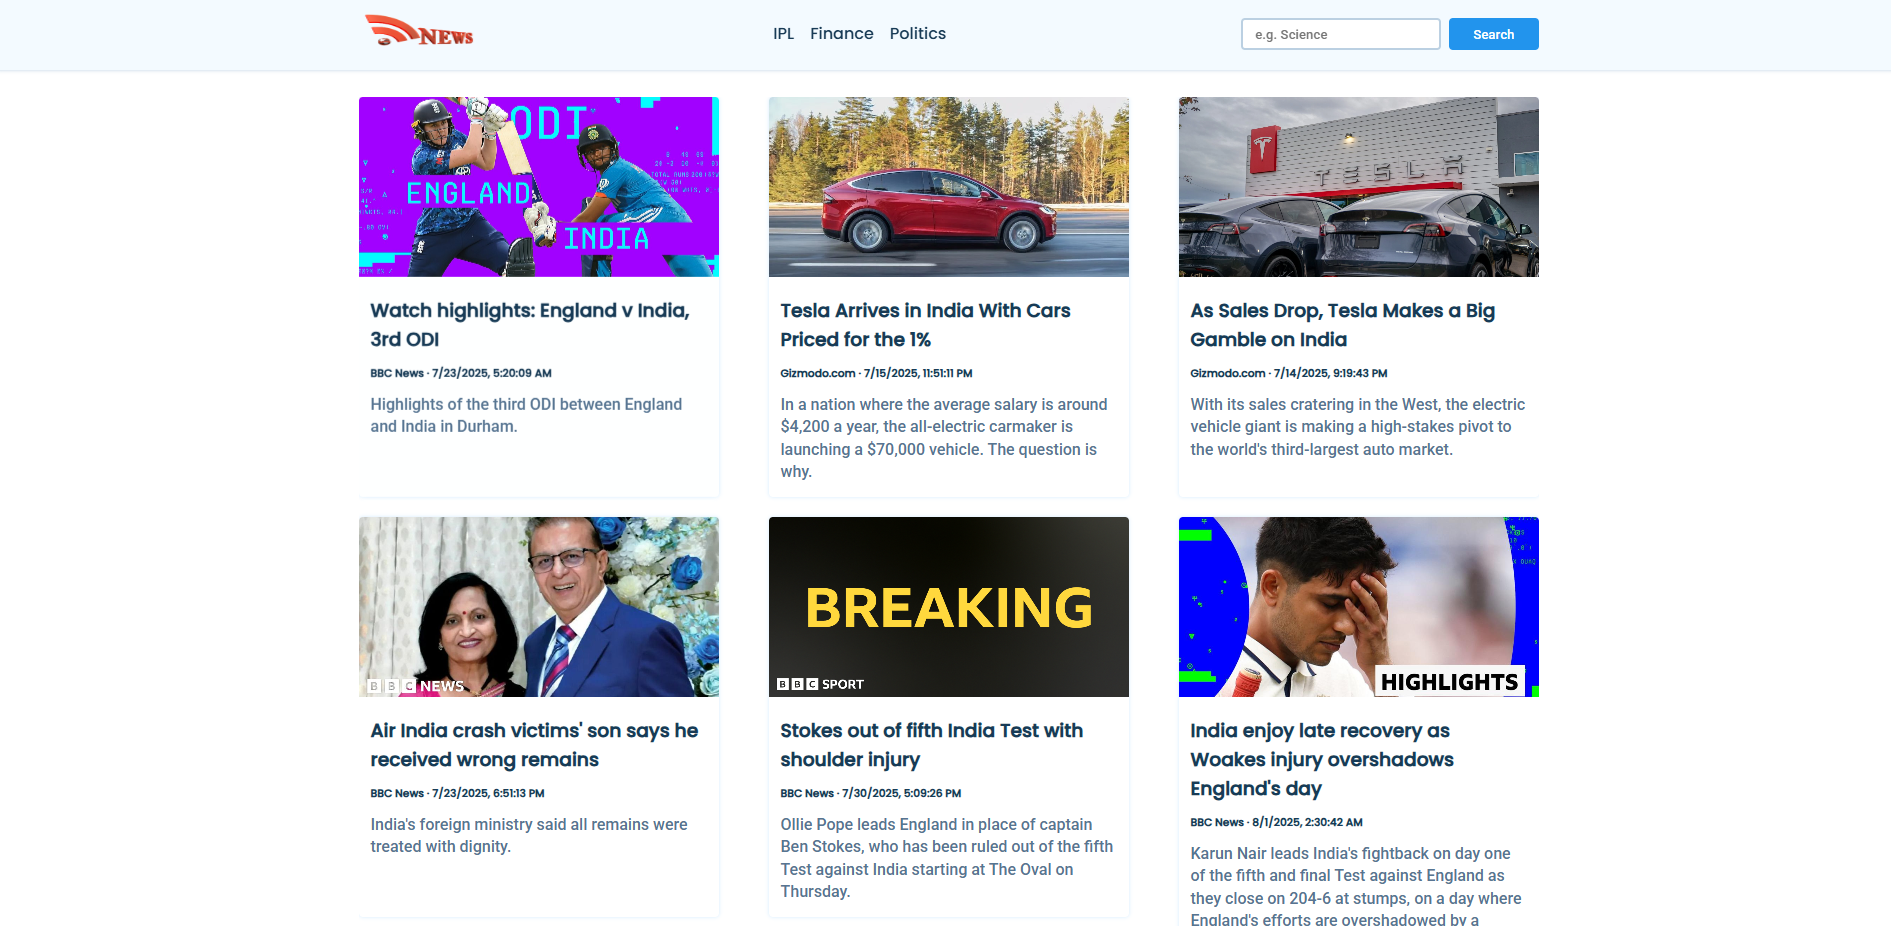 NEWS
IPL Finance Politics
e.g. Science
Search
ODI
ENGLAND
INDIA
TESLA
Watch highlights: England v India,
3rd ODI
BBC News · 7/23/2025, 5:20:09 AM
Highlights of the third ODI between England
and India in Durham.
Tesla Arrives in India With Cars
Priced for the 1%
Gizmodo.com · 7/15/2025, 11:51:11 PM
In a nation where the average salary is around
$4,200 a year, the all-electric carmaker is
launching a $70,000 vehicle. The question is
why.
As Sales Drop, Tesla Makes a Big
Gamble on India
Gizmodo.com · 7/14/2025, 9:19:43 PM
With its sales cratering in the West, the electric
vehicle giant is making a high-stakes pivot to
the world's third-largest auto market.
BBC NEWS
BREAKING
BBC SPORT
HIGHLIGHTS
Air India crash victims' son says he
received wrong remains
BBC News · 7/23/2025, 6:51:13 PM
India's foreign ministry said all remains were
treated with dignity.
Stokes out of fifth India Test with
shoulder injury
BBC News · 7/30/2025, 5:09:26 PM
Ollie Pope leads England in place of captain
Ben Stokes, who has been ruled out of the fifth
Test against India starting at The Oval on
Thursday.
India enjoy late recovery as
Woakes injury overshadows
England's day
BBC News · 8/1/2025, 2:30:42 AM
Karun Nair leads India's fightback on day one
of the fifth and final Test against England as
they close on 204-6 at stumps, on a day where
England's efforts are overshadowed by a